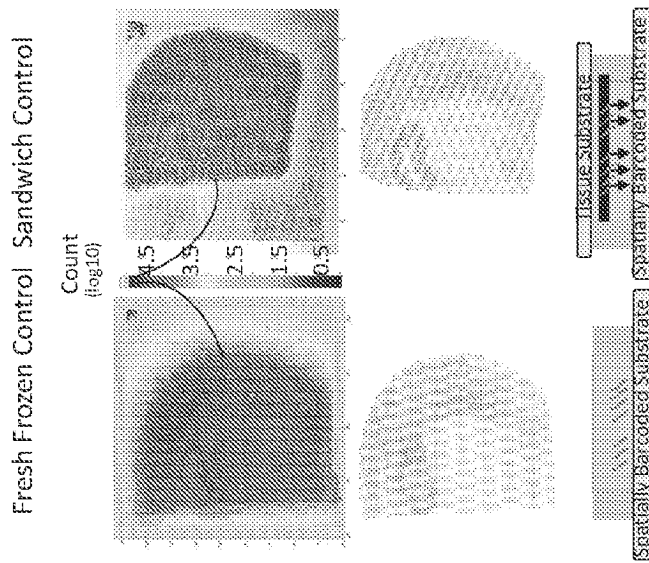 Fresh Frozen Control
Sandwich Control
Count
(log10)
4.5
3.5
2.5
1.5
0.5
Tissue Substrate
Spatially Barcoded Substrate
Spatially Barcoded Substrate